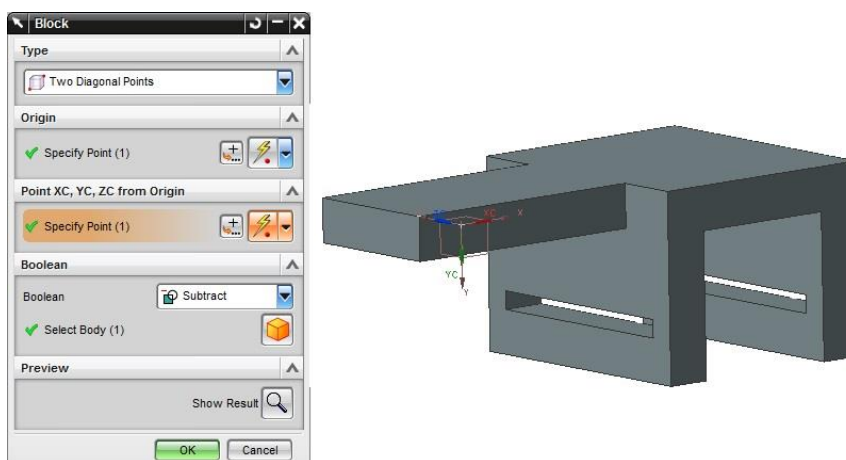 Block
Type
Two Diagonal Points
Origin
Specify Point (1)
Point XC, YC, ZC from Origin
Specify Point (1)
Boolean
Boolean Subtract
Select Body (1)
Preview
Show Result
OK Cancel
XC X
YC
Y